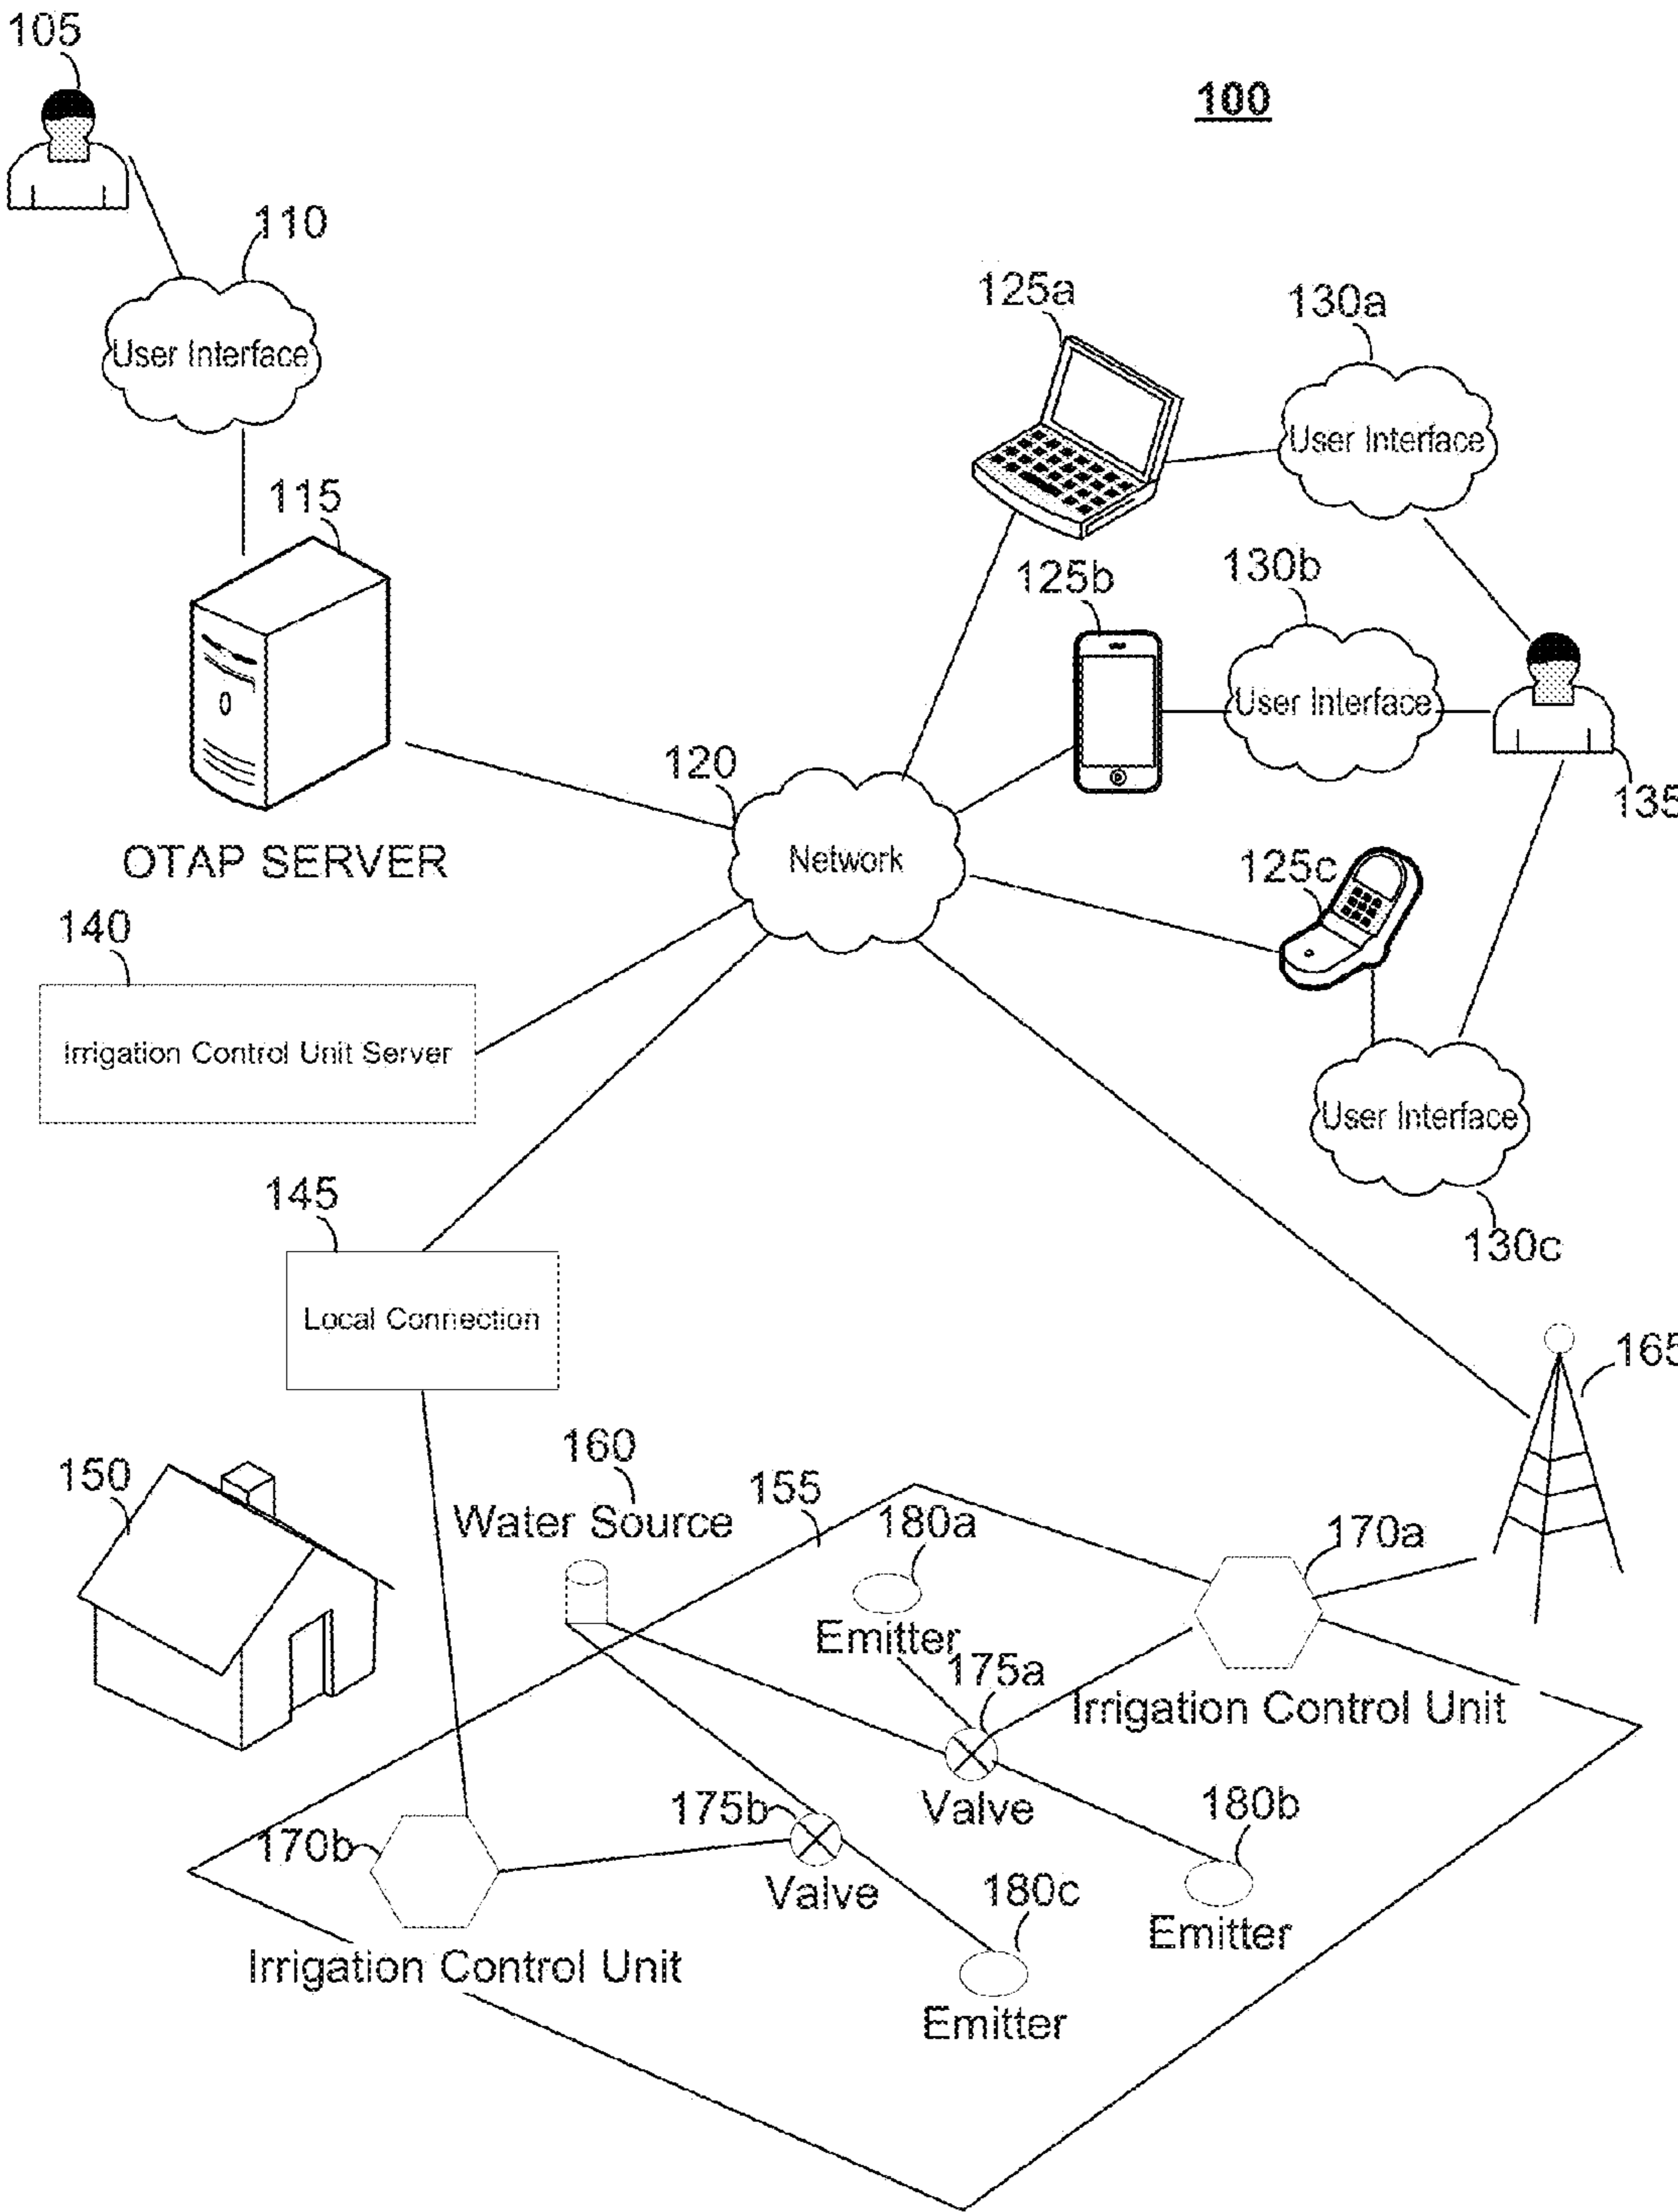 105
100
110
User Interface
125a
130a
User Interface
115
125b
130b
User Interface
135
120
Network
OTAP SERVER
125c
140
Irrigation Control Unit Server
User Interface
130c
145
Local Connection
165
150
160
Water Source
155
180a
Emitter
170a
175a
Irrigation Control Unit
Valve
175b
Valve
180b
Emitter
170b
Irrigation Control Unit
180c
Emitter